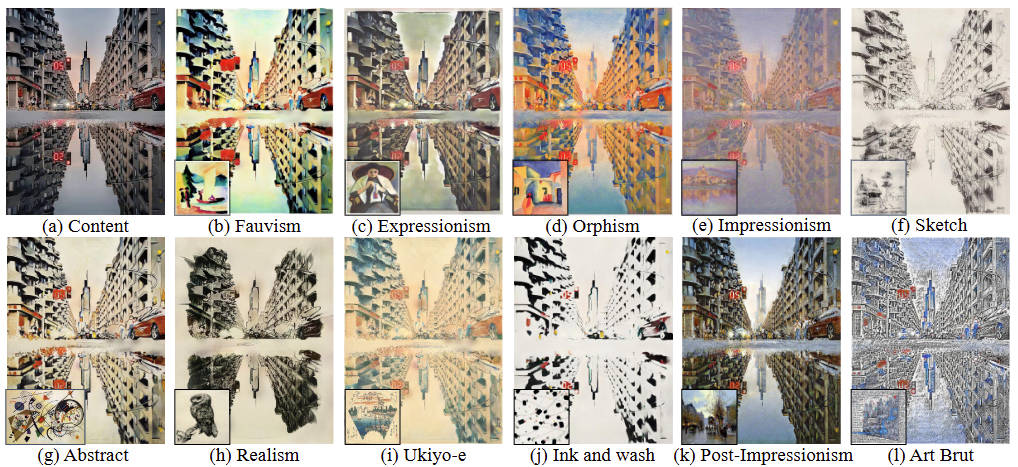 (a) Content
(b) Fauvism
(c) Expressionism
(d) Orphism
(e) Impressionism
(f) Sketch
(g) Abstract
(h) Realism
(i) Ukiyo-e
(j) Ink and wash
(k) Post-Impressionism
(l) Art Brut